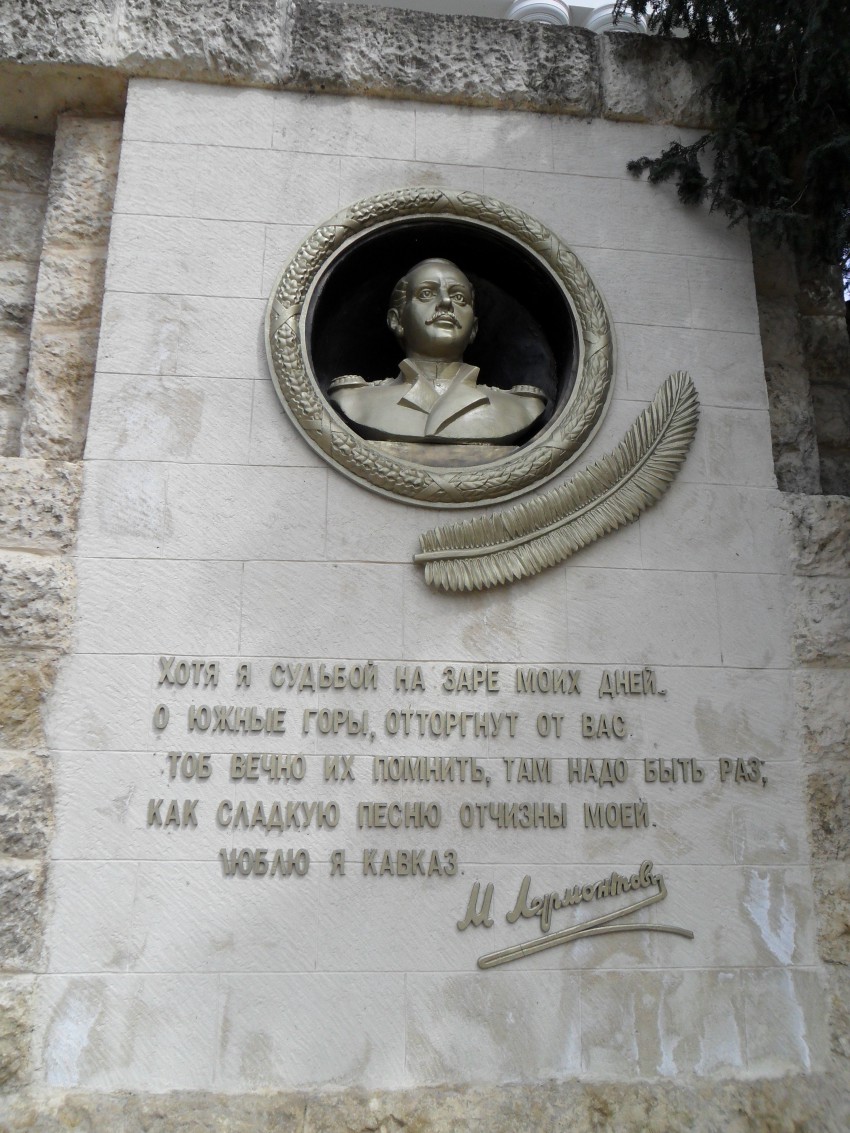 ХОТЯ Я СУДЬБОЙ НА ЗАРЕ МОИХ ДНЕЙ..
О ЮЖНЫЕ ГОРЫ, ОТТОРГНУТ ОТ ВАС.
ТОБ ВЕЧНО ИХ ПОМНИТЬ, ТАМ НАДО БЫТЬ РАЗ;
КАК СЛАДКУЮ ПЕСНЮ ОТЧИЗНЫ МОЕЙ.
ЛЮБЛЮ Я КАВКАЗ.
М Лермонтовъ